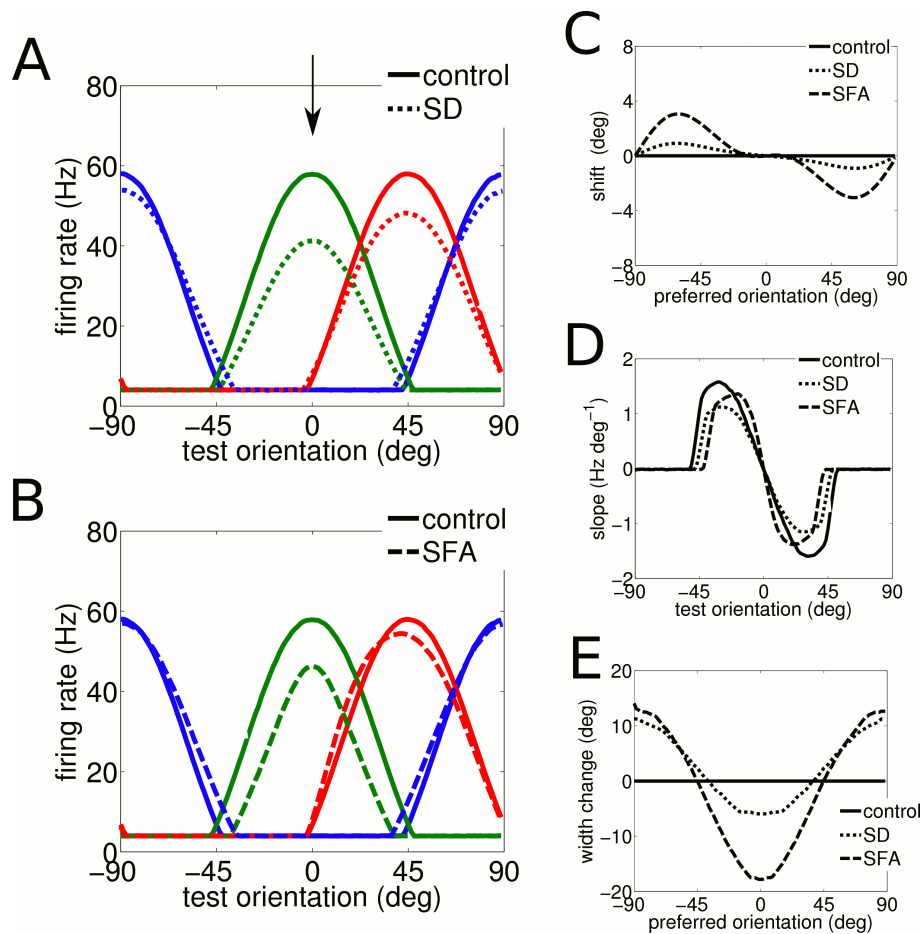 A
control
SD
80
60
40
20
0
firing rate (Hz)
−90 −45 0 45 90
test orientation (deg)
B
control
SFA
80
60
40
20
0
firing rate (Hz)
−90 −45 0 45 90
test orientation (deg)
C
control
SD
SFA
8
4
0
−4
−8
shift (deg)
−90 −45 0 45 90
preferred orientation (deg)
D
control
SD
SFA
2
1
0
−1
−2
slope (Hz deg⁻¹)
−90 −45 0 45 90
test orientation (deg)
E
20
10
0
−10
−20
width change (deg)
control
SD
SFA
−90 −45 0 45 90
preferred orientation (deg)